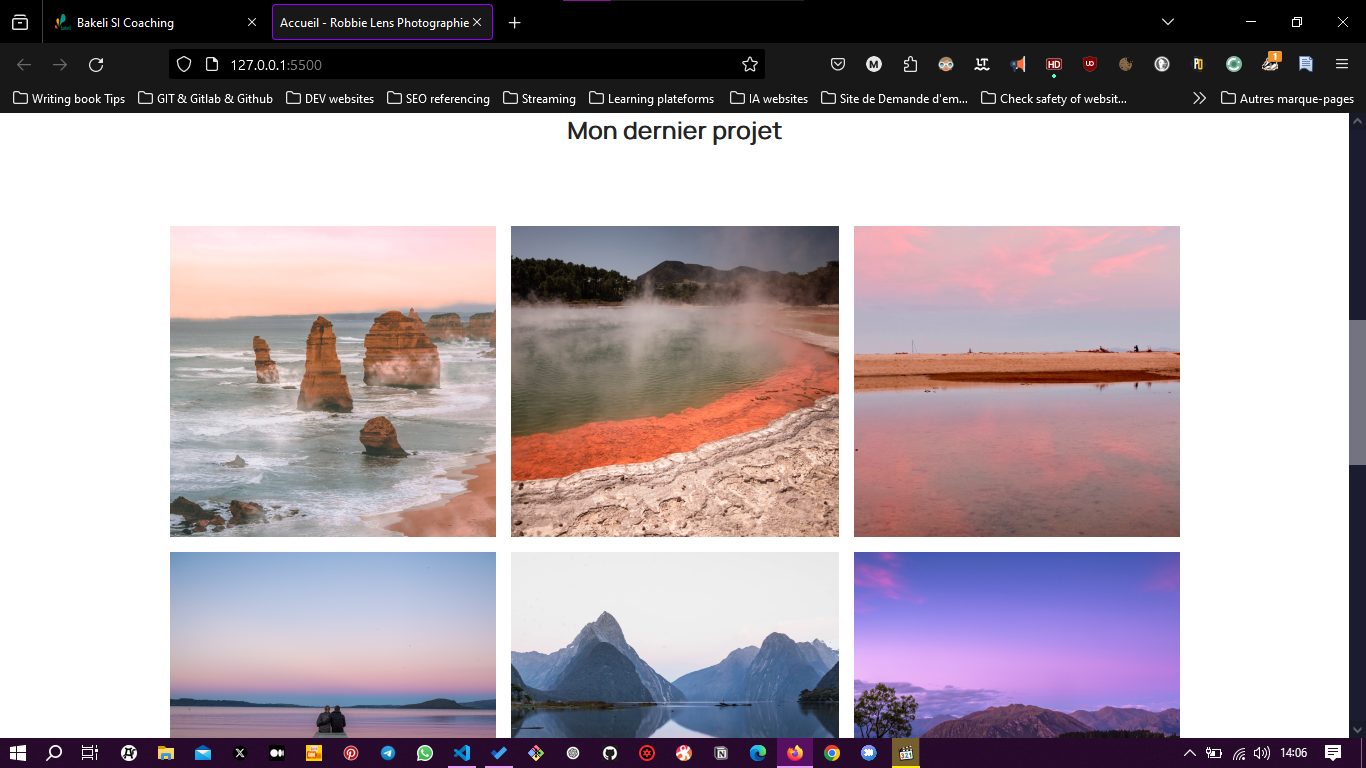 Bakeli SI Coaching
Accueil - Robbie Lens Photographie
127.0.0.1:5500
1
Writing book Tips
GIT & Gitlab & Github
DEV websites
SEO referencing
Streaming
Learning plateforms
IA websites
Site de Demande d'em...
Check safety of websit...
Autres marque-pages
Mon dernier projet
14:06